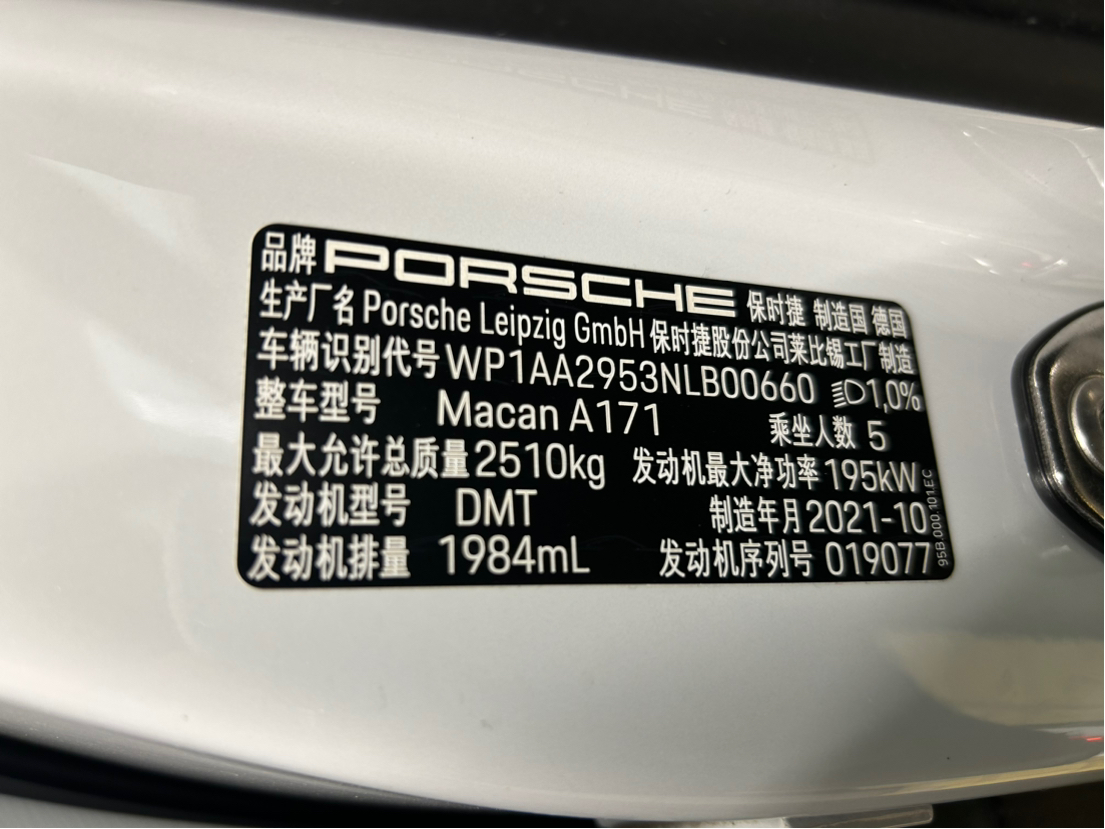 品牌 PORSCHE 保时捷 制造国 德国
生产厂名 Porsche Leipzig GmbH 保时捷股份公司莱比锡工厂制造
车辆识别代号 WP1AA2953NLB00660 1,0%
整车型号 Macan A171 乘坐人数 5
最大允许总质量 2510kg 发动机最大净功率 195kW
发动机型号 DMT 制造年月 2021-10
发动机排量 1984mL 发动机序列号 019077
95B.000.101.EC